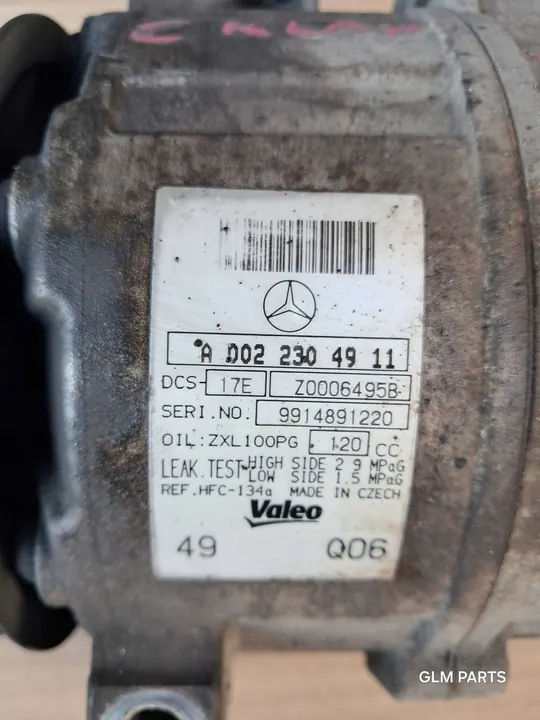 A 002 230 49 11
DCS- 17E Z0006495B
SERI.NO. 9914891220
OIL:ZXL100PG 120 CC
LEAK.TEST HIGH SIDE 2.9 MPaG
LOW SIDE 1.5 MPaG
REF.HFC-134a MADE IN CZECH
Valeo
49 Q06
GLM PARTS